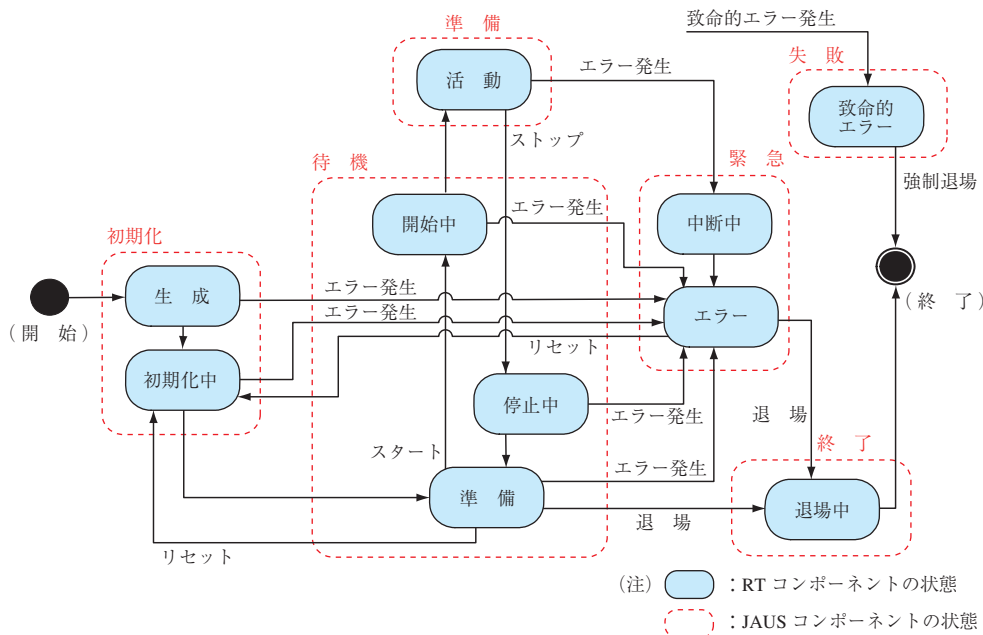 準 備
致命的エラー発生
失 敗
活 動
エラー発生
致命的
エラー
ストップ
待 機
緊 急
強制退場
開始中
エラー発生
中断中
初期化
生 成
エラー発生
エラー発生
エラー
(開 始)
(終 了)
リセット
初期化中
停止中
エラー発生
退 場
スタート
終 了
エラー発生
準 備
退 場
退場中
リセット
(注) :RT コンポーネントの状態
:JAUS コンポーネントの状態